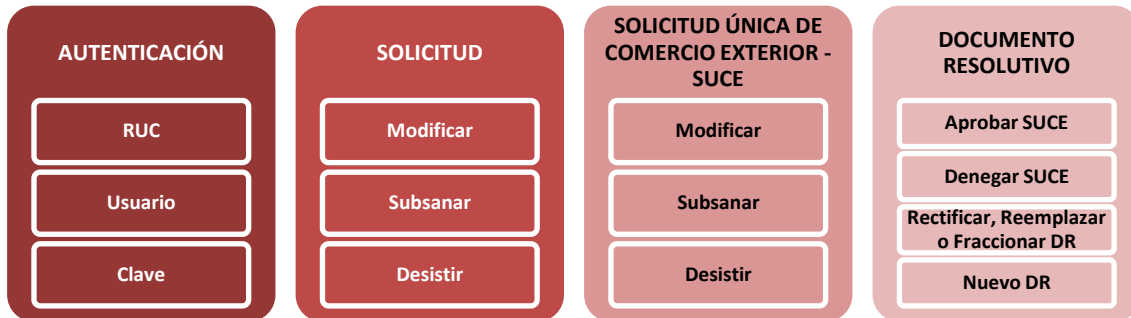 AUTENTICACIÓN
RUC
Usuario
Clave
SOLICITUD
Modificar
Subsanar
Desistir
SOLICITUD ÚNICA DE
COMERCIO EXTERIOR -
SUCE
Modificar
Subsanar
Desistir
DOCUMENTO
RESOLUTIVO
Aprobar SUCE
Denegar SUCE
Rectificar, Reemplazar
o Fraccionar DR
Nuevo DR